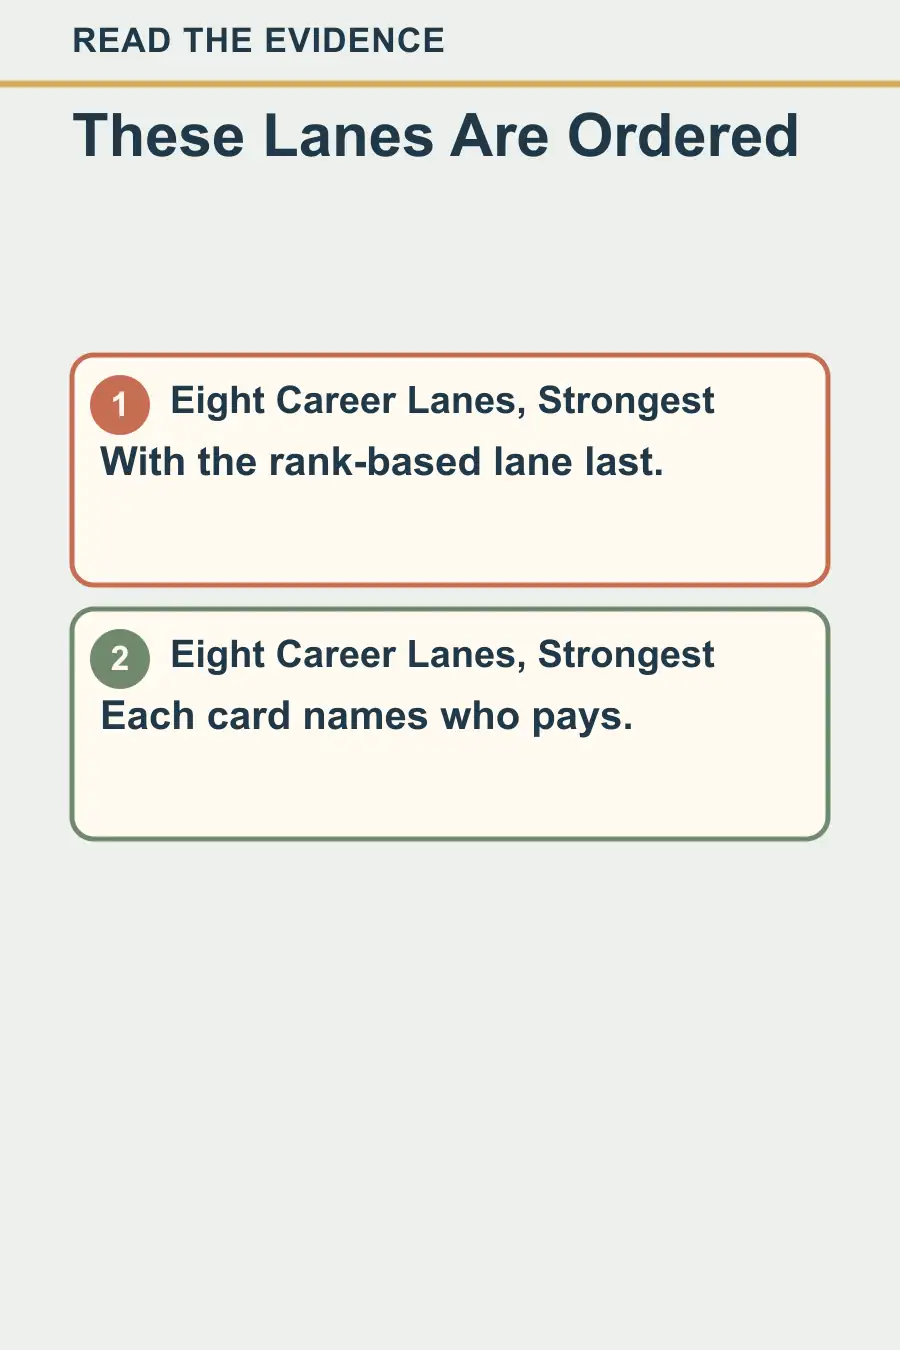 READ THE EVIDENCE
These Lanes Are Ordered
1 Eight Career Lanes, Strongest
With the rank-based lane last.
2 Eight Career Lanes, Strongest
Each card names who pays.